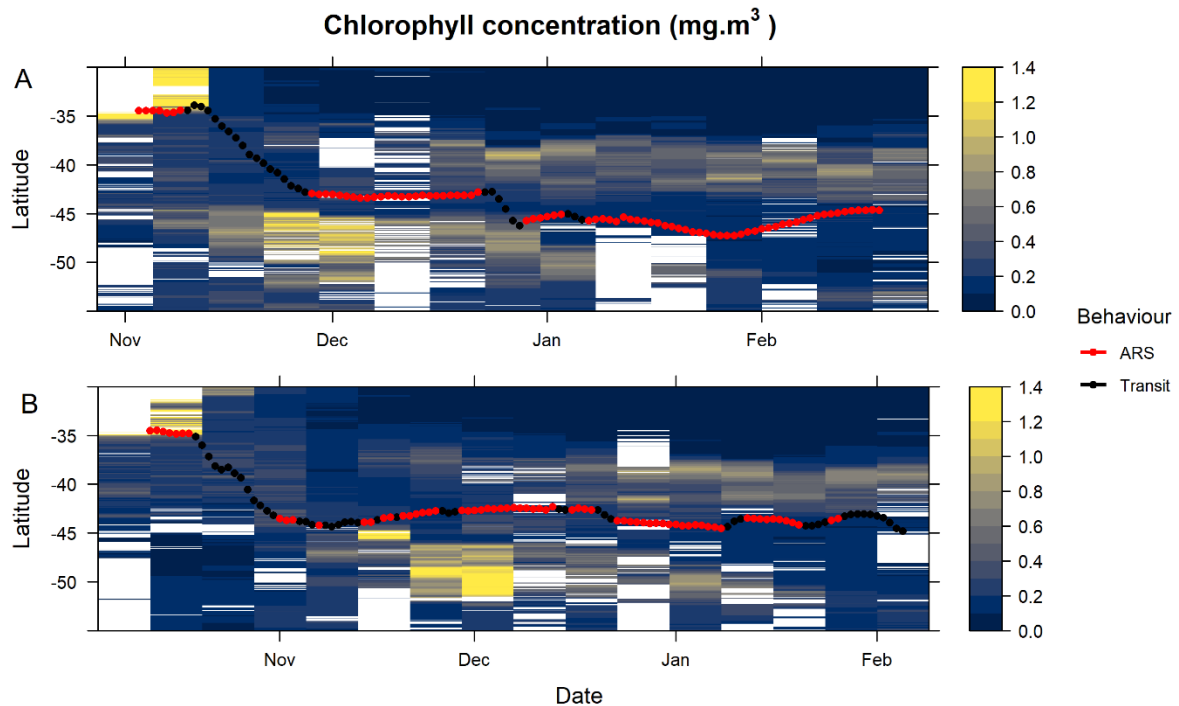 Chlorophyll concentration (mg.m³ )
A
Latitude
-35
-40
-45
-50
Nov
Dec
Jan
Feb
1.4
1.2
1.0
0.8
0.6
0.4
0.2
0.0
Behaviour
ARS
Transit
B
Latitude
-35
-40
-45
-50
Nov
Dec
Jan
Feb
1.4
1.2
1.0
0.8
0.6
0.4
0.2
0.0
Date